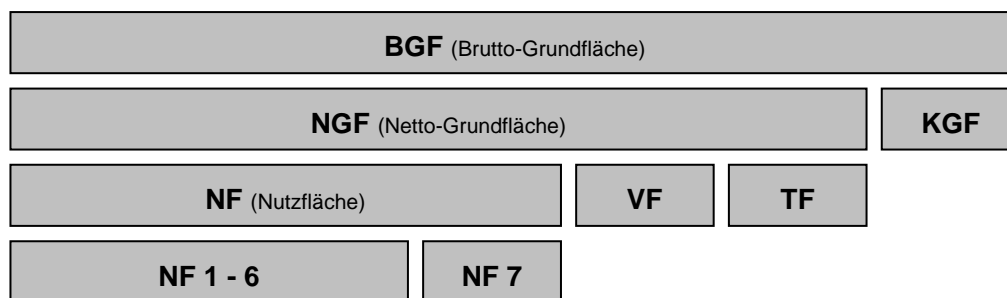 BGF (Brutto-Grundfläche)
NGF (Netto-Grundfläche) KGF
NF (Nutzfläche) VF TF
NF 1 - 6 NF 7